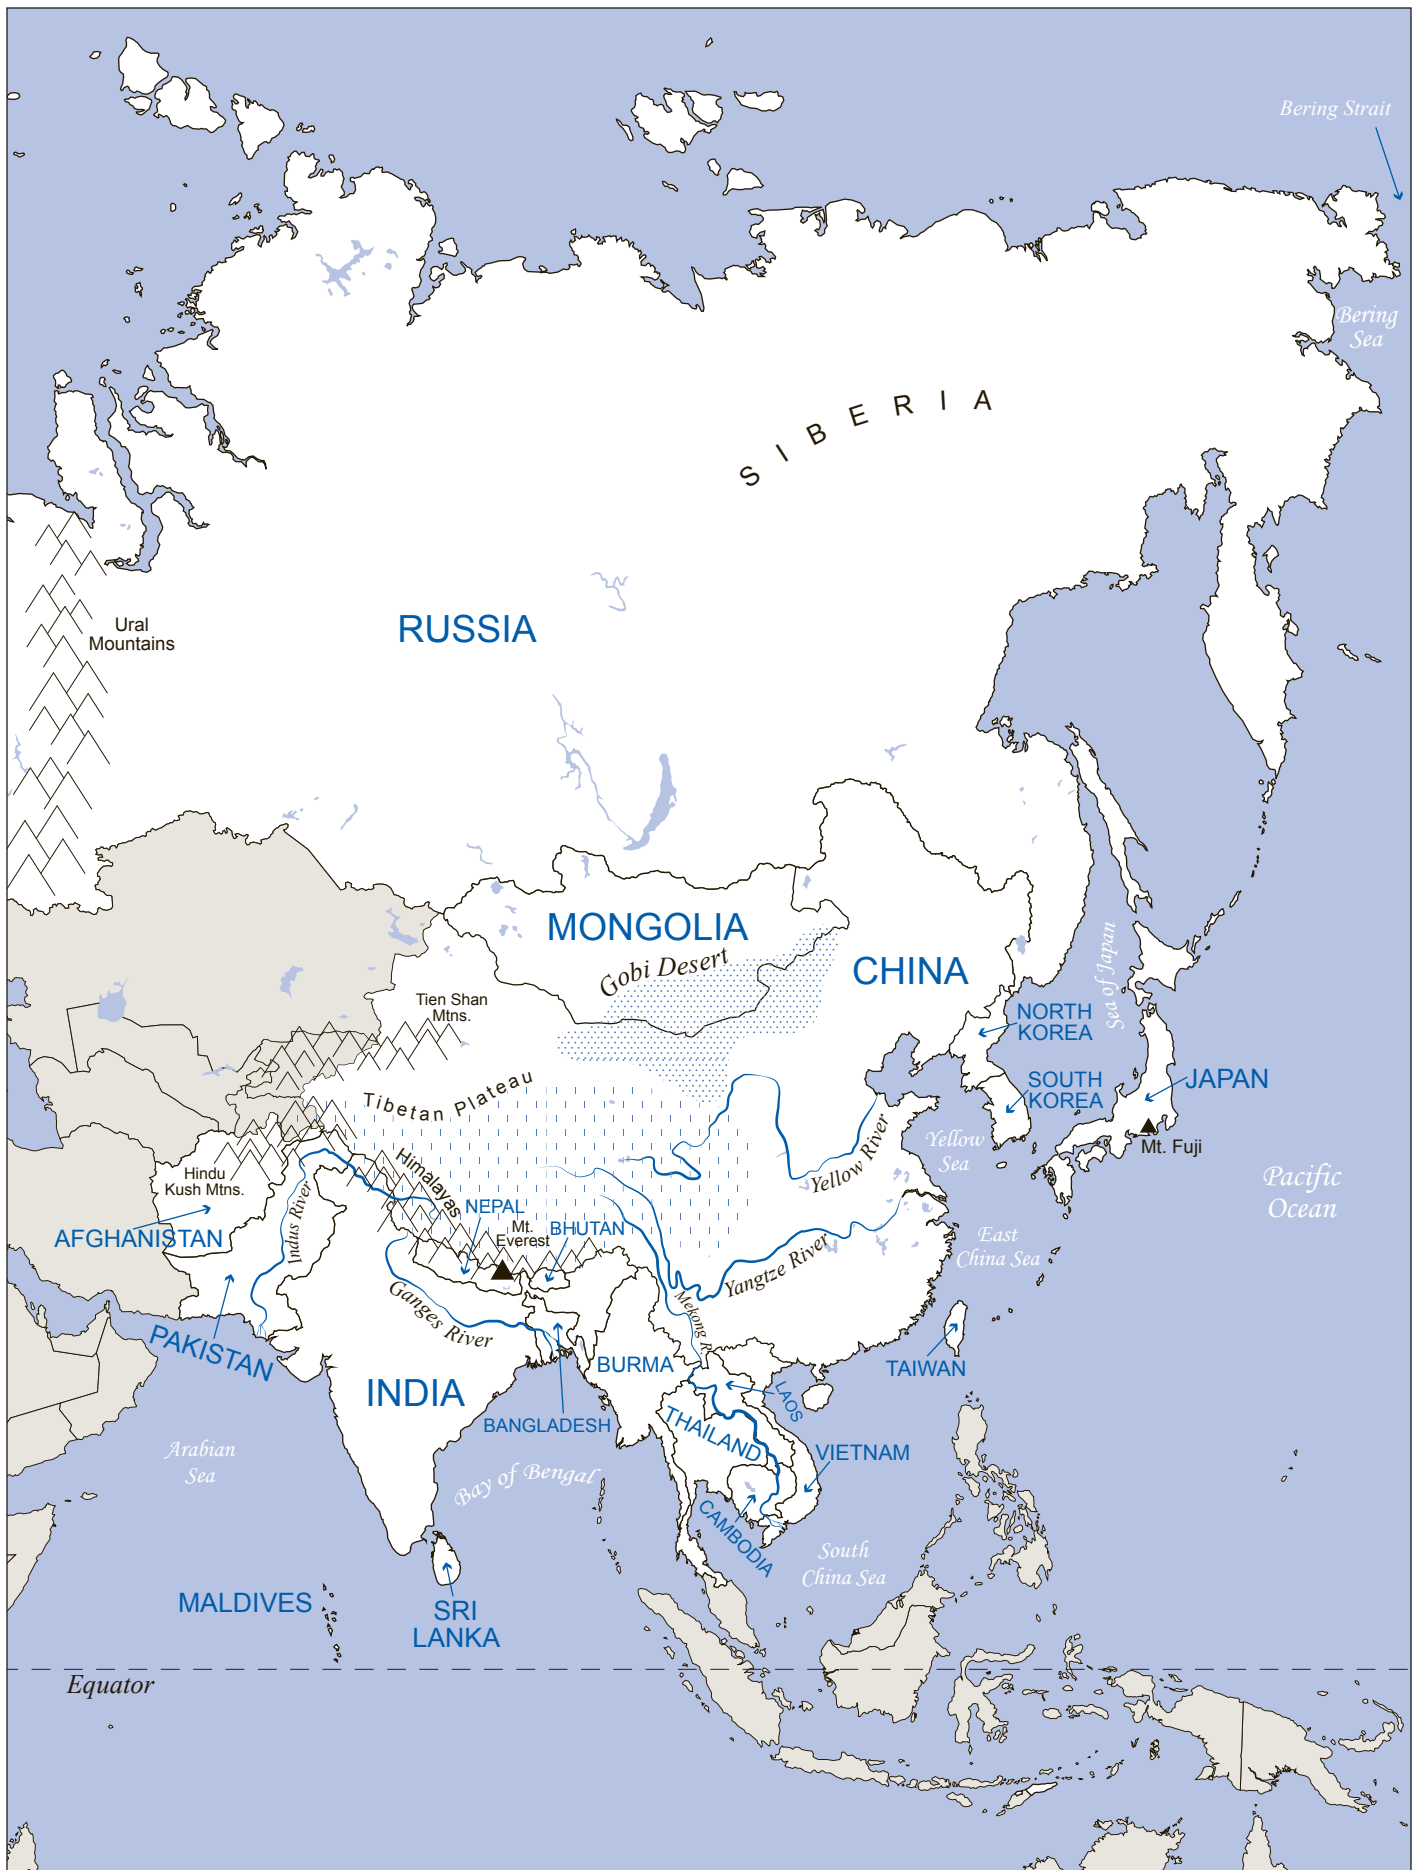 Bering Strait
Bering
Sea
SIBERIA
Ural
Mountains
RUSSIA
MONGOLIA
Gobi Desert
CHINA
Sea of Japan
Tien Shan
Mtns.
NORTH
KOREA
SOUTH
KOREA
JAPAN
Tibetan Plateau
Mt. Fuji
Yellow
Sea
Yellow River
Hindu
Kush Mtns.
Himalayas
Pacific
Ocean
Indus River
NEPAL
Mt.
Everest
BHUTAN
AFGHANISTAN
East
China Sea
Yangtze River
Ganges River
Mekong R.
PAKISTAN
BURMA
TAIWAN
INDIA
LAOS
BANGLADESH
THAILAND
VIETNAM
Arabian
Sea
Bay of Bengal
CAMBODIA
South
China Sea
MALDIVES
SRI
LANKA
Equator